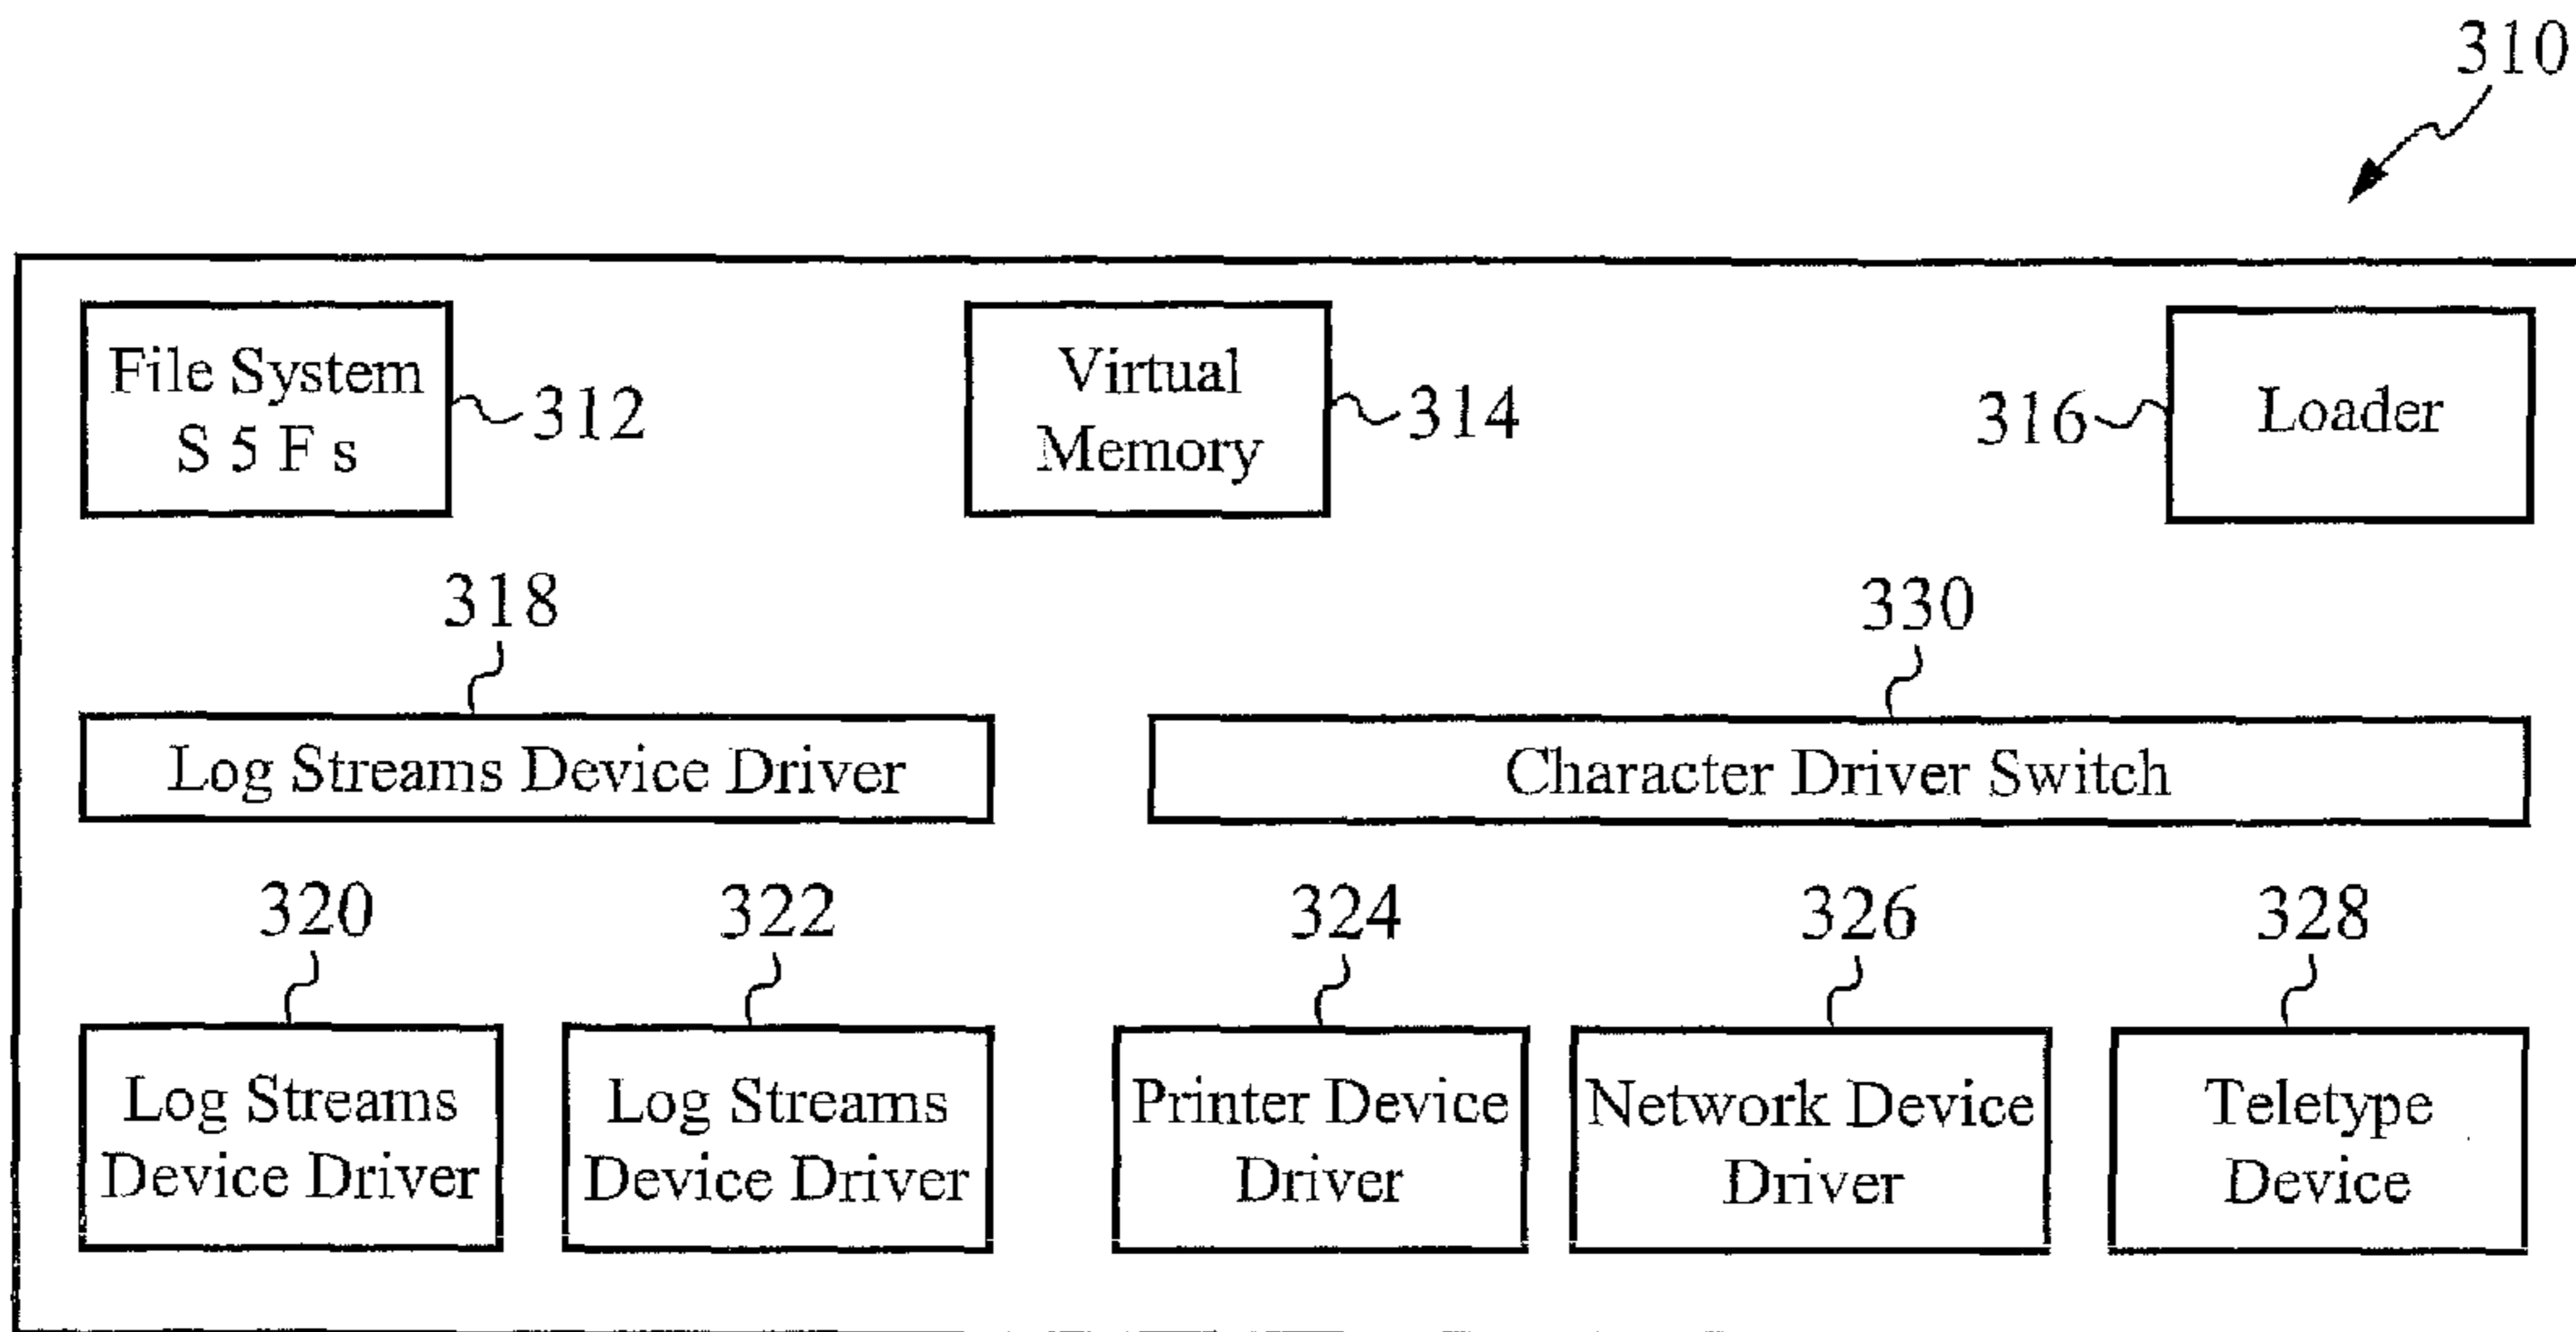 310
File System
S 5 F s
312
Virtual
Memory
314
316
Loader
318
330
Log Streams Device Driver
Character Driver Switch
320
322
324
326
328
Log Streams
Device Driver
Log Streams
Device Driver
Printer Device
Driver
Network Device
Driver
Teletype
Device